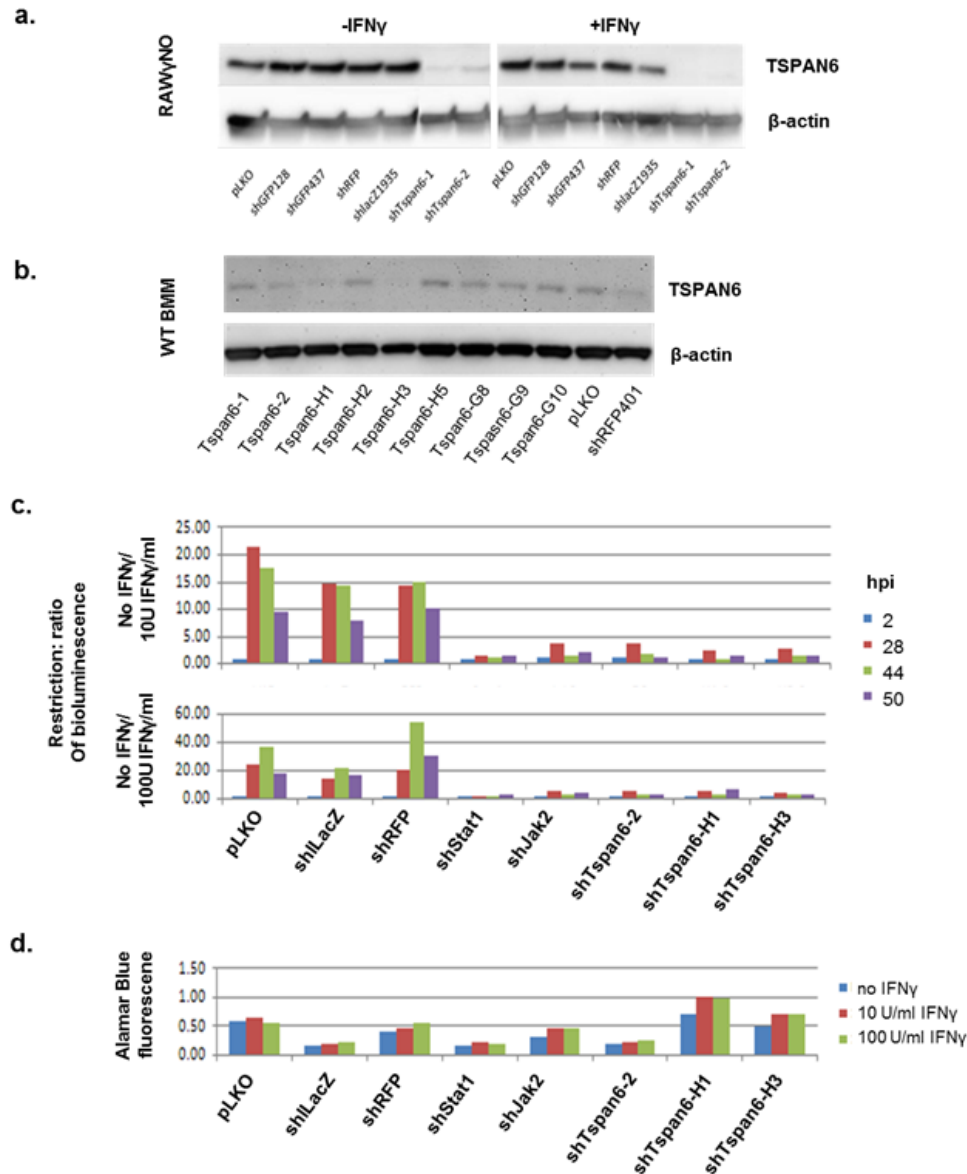 a.
-IFNγ
+IFNγ
RAWγNO
TSPAN6
β-actin
pLKO
shGFP128
shGFP437
shRFP
shlacZ1935
shTspan6-1
shTspan6-2
pLKO
shGFP128
shGFP437
shRFP
shlacZ1935
shTspan6-1
shTspan6-2
b.
WT BMM
TSPAN6
β-actin
Tspan6-1
Tspan6-2
Tspan6-H1
Tspan6-H2
Tspan6-H3
Tspan6-H5
Tspan6-G8
Tspasn6-G9
Tspan6-G10
pLKO
shRFP401
c.
Restriction: ratio
Of bioluminescence
No IFNγ/
10U IFNγ/ml
25.00
20.00
15.00
10.00
5.00
0.00
hpi
2
28
44
50
No IFNγ/
100U IFNγ/ml
60.00
40.00
20.00
0.00
pLKO
shlLacZ
shRFP
shStat1
shJak2
shTspan6-2
shTspan6-H1
shTspan6-H3
d.
Alamar Blue
fluorescene
1.50
1.00
0.50
0.00
no IFNγ
10 U/ml IFNγ
100 U/ml IFNγ
pLKO
shlLacZ
shRFP
shStat1
shJak2
shTspan6-2
shTspan6-H1
shTspan6-H3